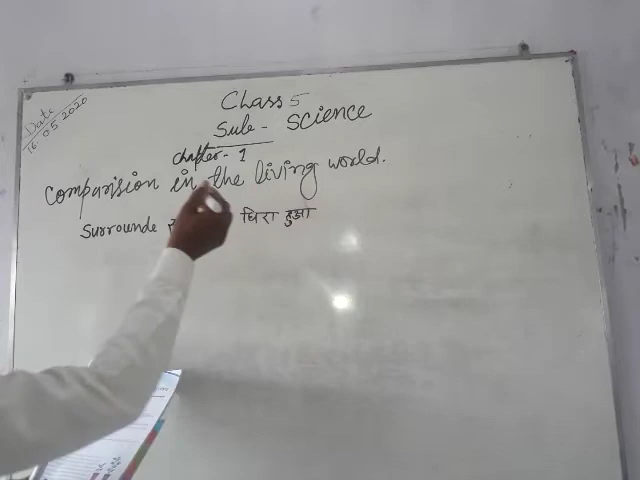 Date
16.05.2020
Class 5
Sub - Science
Chapter - 1
Comparision in the living world.
Surrounde घिरा हुआ